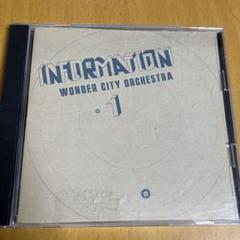 INFORMATION
WONDER CITY ORCHESTRA
1